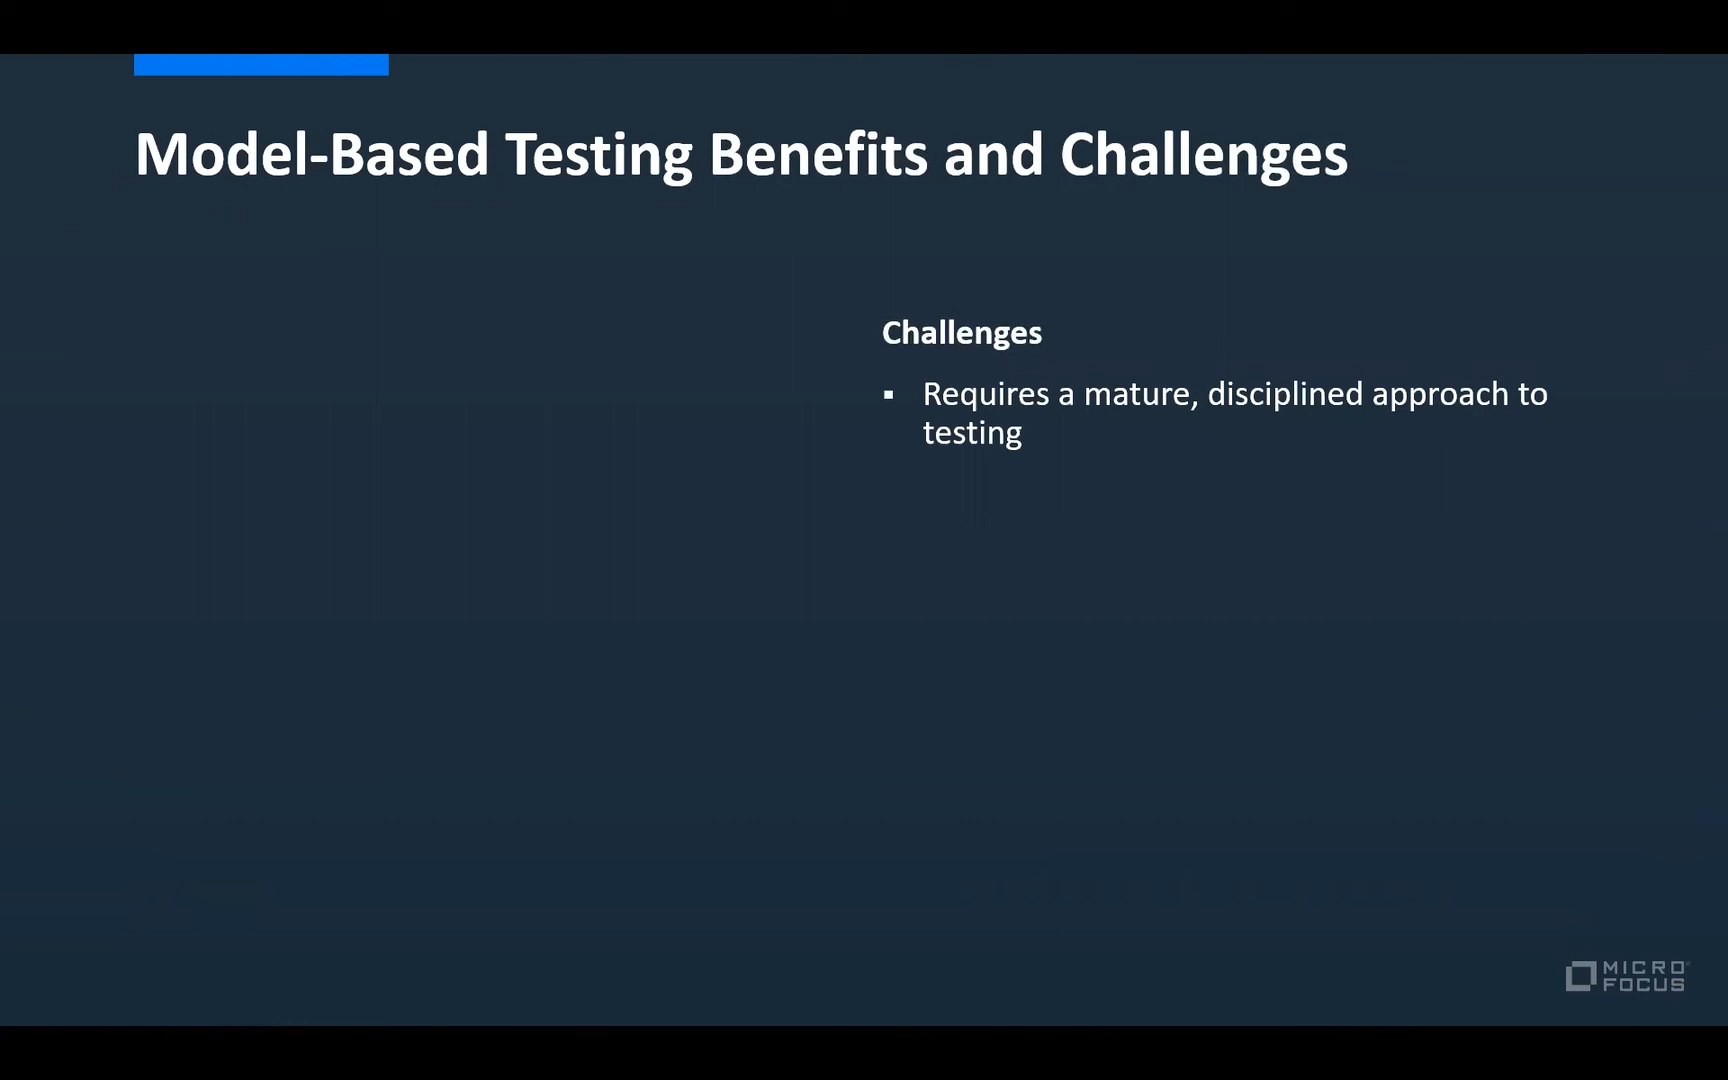 Model-Based Testing Benefits and Challenges
Challenges
▪ Requires a mature, disciplined approach to
testing
MICRO
FOCUS